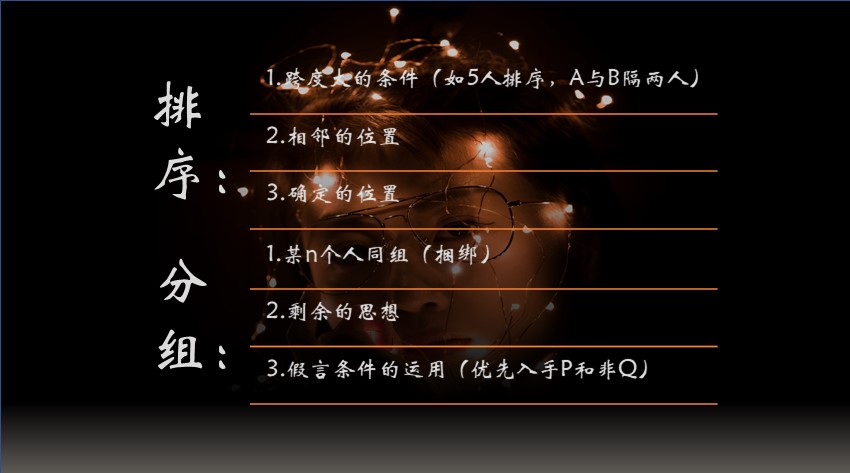 排序：
1.跨度大的条件（如5人排序，A与B隔两人）
2.相邻的位置
3.确定的位置
分组：
1.某n个人同组（捆绑）
2.剩余的思想
3.假言条件的运用（优先入手P和非Q）